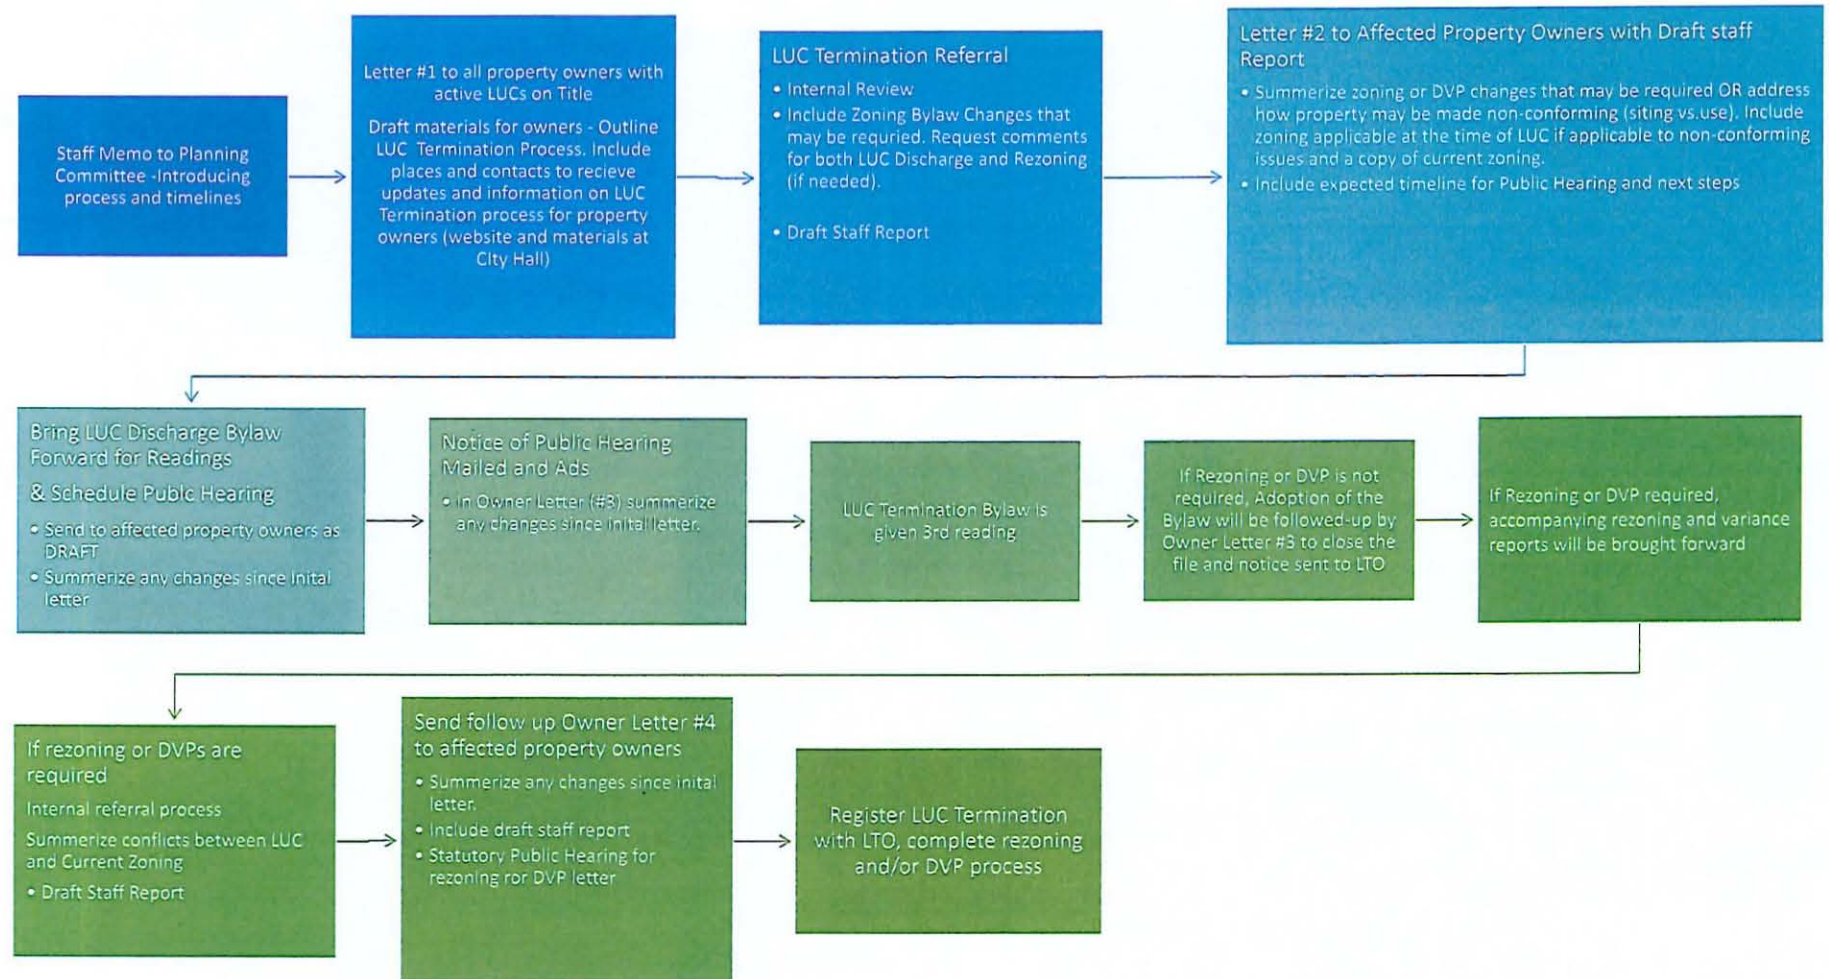 Staff Memo to Planning
Committee -Introducing
process and timelines
Letter #1 to all property owners with
active LUCs on Title
Draft materials for owners - Outline
LUC Termination Process. Include
places and contacts to recieve
updates and information on LUC
Termination process for property
owners (website and materials at
CIty Hall)
LUC Termination Referral
• Internal Review
• Include Zoning Bylaw Changes that
may be requried. Request comments
for both LUC Discharge and Rezoning
(if needed).
• Draft Staff Report
Letter #2 to Affected Property Owners with Draft staff
Report
• Summarize zoning or DVP changes that may be required OR address
how property may be made non-conforming (siting vs.use). Include
zoning applicable at the time of LUC if applicable to non-conforming
issues and a copy of current zoning.
• Include expected timeline for Public Hearing and next steps
Bring LUC Discharge Bylaw
Forward for Readings
& Schedule Publc Hearing
• Send to affected property owners as
DRAFT
• Summerize any changes since Inital
letter
Notice of Public Hearing
Mailed and Ads
• In Owner Letter (#3) summerize
any changes since inital letter.
LUC Termination Bylaw is
given 3rd reading
If Rezoning or DVP is not
required, Adoption of the
Bylaw will be followed-up by
Owner Letter #3 to close the
file and notice sent to LTO
If Rezoning or DVP required,
accompanying rezoning and variance
reports will be brought forward
If rezoning or DVPs are
required
Internal referral process
Summerize conflicts between LUC
and Current Zoning
• Draft Staff Report
Send follow up Owner Letter #4
to affected property owners
• Summerize any changes since inital
letter.
• Include draft staff report
• Statutory Public Hearing for
rezoning ror DVP letter
Register LUC Termination
with LTO, complete rezoning
and/or DVP process